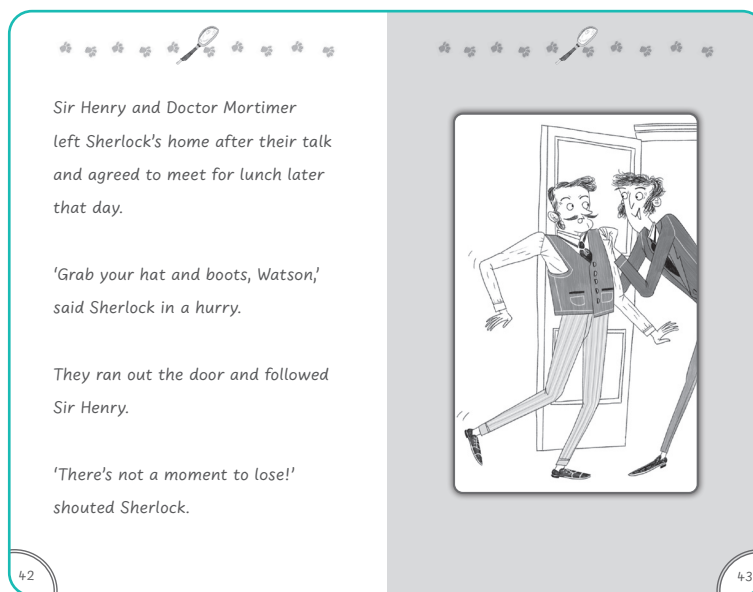 Sir Henry and Doctor Mortimer
left Sherlock's home after their talk
and agreed to meet for lunch later
that day.
'Grab your hat and boots, Watson,'
said Sherlock in a hurry.
They ran out the door and followed
Sir Henry.
'There's not a moment to lose!'
shouted Sherlock.
42
43